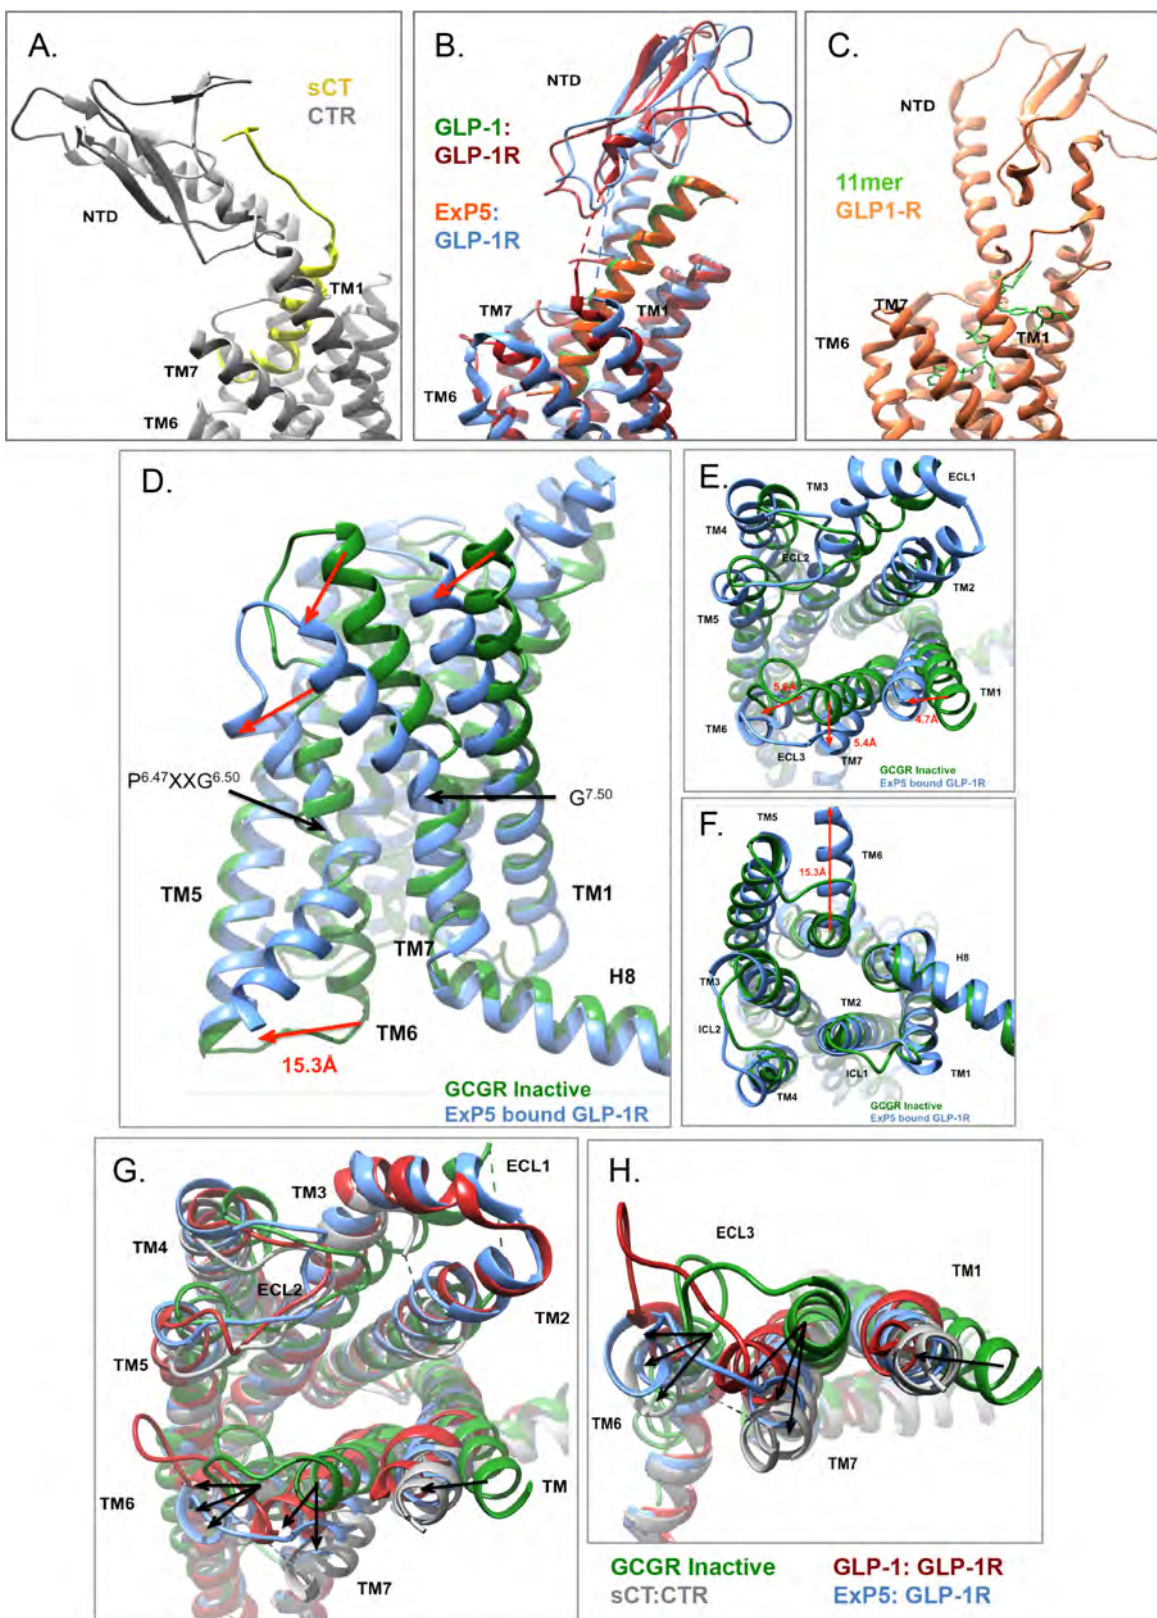 A.
sCT
CTR
NTD
TM1
TM7
TM6
B.
NTD
GLP-1:
GLP-1R
ExP5:
GLP-1R
TM7
TM1
TM6
C.
NTD
11mer
GLP1-R
TM7
TM6
TM1
D.
P6.47XXG6.50
G7.50
TM5
TM1
TM7
H8
TM6
15.3Å
GCGR Inactive
ExP5 bound GLP-1R
E.
TM3
ECL1
TM4
ECL2
TM2
TM5
TM1
4.7Å
TM6
5.4Å
ECL3
TM7
GCGR Inactive
ExP5 bound GLP-1R
F.
TM5
TM6
15.3Å
H8
TM3
TM2
ICL2
ICL1
TM1
TM4
GCGR Inactive
ExP5 bound GLP-1R
G.
ECL1
TM3
TM4
ECL2
TM2
TM5
TM6
TM
TM7
H.
ECL3
TM1
TM6
TM7
GCGR Inactive
GLP-1: GLP-1R
sCT:CTR
ExP5: GLP-1R